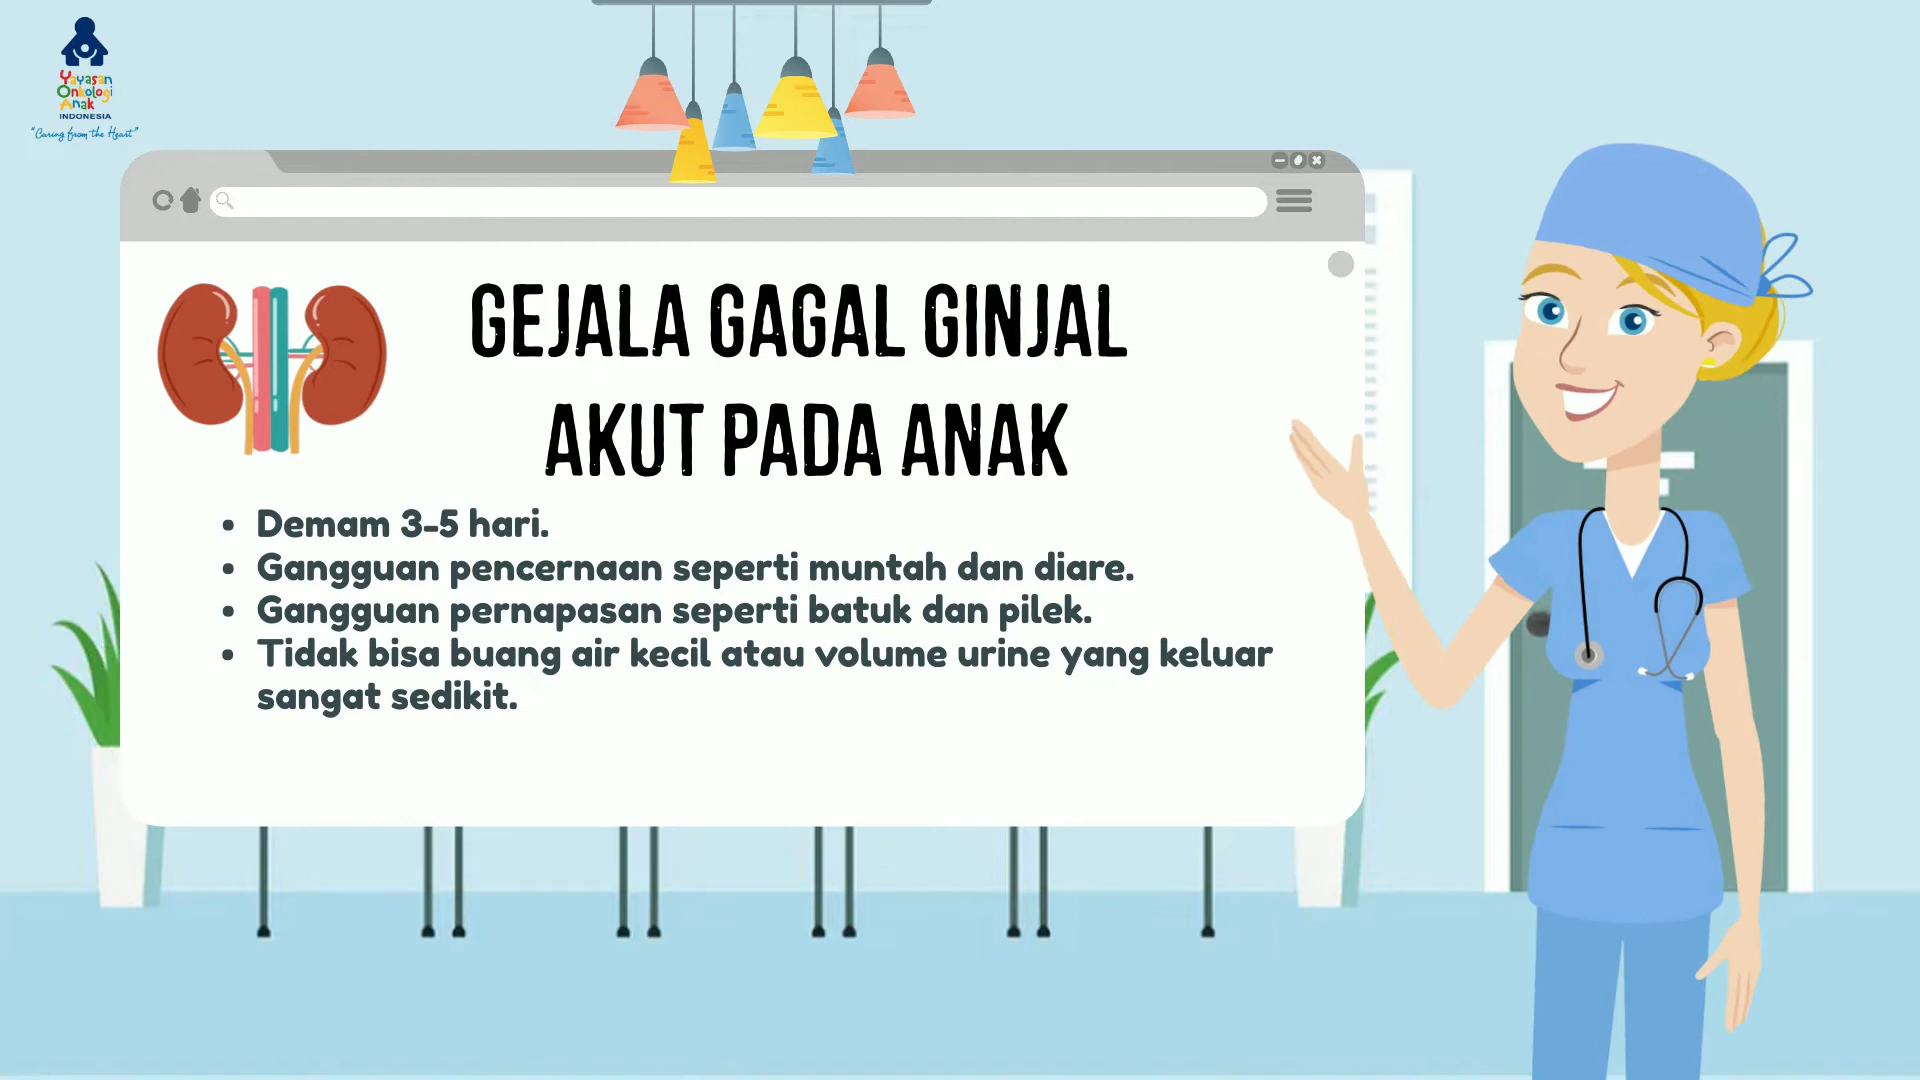 Yayasan
Onkologi
Anak
INDONESIA
"Caring from the Heart"
GEJALA GAGAL GINJAL
AKUT PADA ANAK
• Demam 3-5 hari.
• Gangguan pencernaan seperti muntah dan diare.
• Gangguan pernapasan seperti batuk dan pilek.
• Tidak bisa buang air kecil atau volume urine yang keluar
sangat sedikit.